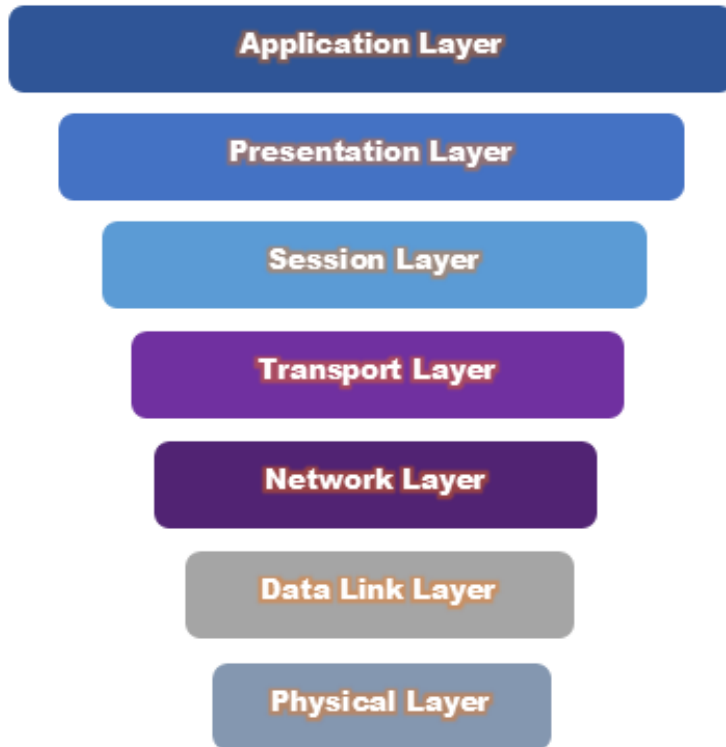 Application Layer
Presentation Layer
Session Layer
Transport Layer
Network Layer
Data Link Layer
Physical Layer